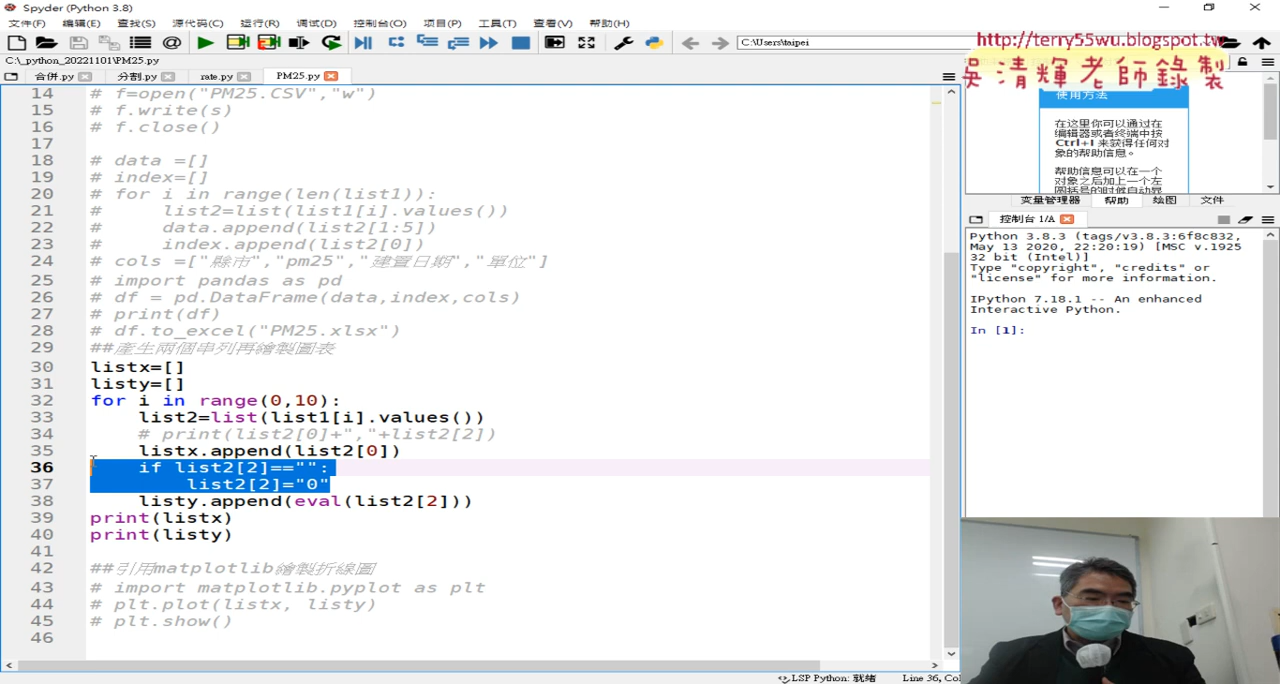 Spyder (Python 3.8)
文件(F) 编辑(E) 查找(S) 源代码(C) 运行(R) 调试(D) 控制台(O) 项目(P) 工具(T) 查看(V) 帮助(H)
C:\Users\taipei
http://terry55wu.blogspot.tw
吳清輝老師錄製
C:\_python_20221101\PM25.py
合併.py 分割.py rate.py PM25.py
14 # f=open("PM25.CSV","w")
15 # f.write(s)
16 # f.close()
17
18 # data =[]
19 # index=[]
20 # for i in range(len(list1)):
21 #     list2=list(list1[i].values())
22 #     data.append(list2[1:5])
23 #     index.append(list2[0])
24 # cols =["縣市","pm25","建置日期","單位"]
25 # import pandas as pd
26 # df = pd.DataFrame(data,index,cols)
27 # print(df)
28 # df.to_excel("PM25.xlsx")
29 ##產生兩個串列再繪製圖表
30 listx=[]
31 listy=[]
32 for i in range(0,10):
33     list2=list(list1[i].values())
34     # print(list2[0]+","+list2[2])
35     listx.append(list2[0])
36     if list2[2]=="":
37         list2[2]="0"
38     listy.append(eval(list2[2]))
39 print(listx)
40 print(listy)
41
42 ##引用matplotlib繪製折線圖
43 # import matplotlib.pyplot as plt
44 # plt.plot(listx, listy)
45 # plt.show()
46
使用方法
在这里你可以通过在
编辑器或者终端中按
Ctrl+I 来获得任何对
象的帮助信息。
帮助信息可以在一个
对象之后加上一个左
圆括号的时候自动显
变量管理器 帮助 绘图 文件
控制台 1/A
Python 3.8.3 (tags/v3.8.3:6f8c832,
May 13 2020, 22:20:19) [MSC v.1925
32 bit (Intel)]
Type "copyright", "credits" or
"license" for more information.
IPython 7.18.1 -- An enhanced
Interactive Python.
In [1]:
LSP Python: 就绪 Line 36, Co